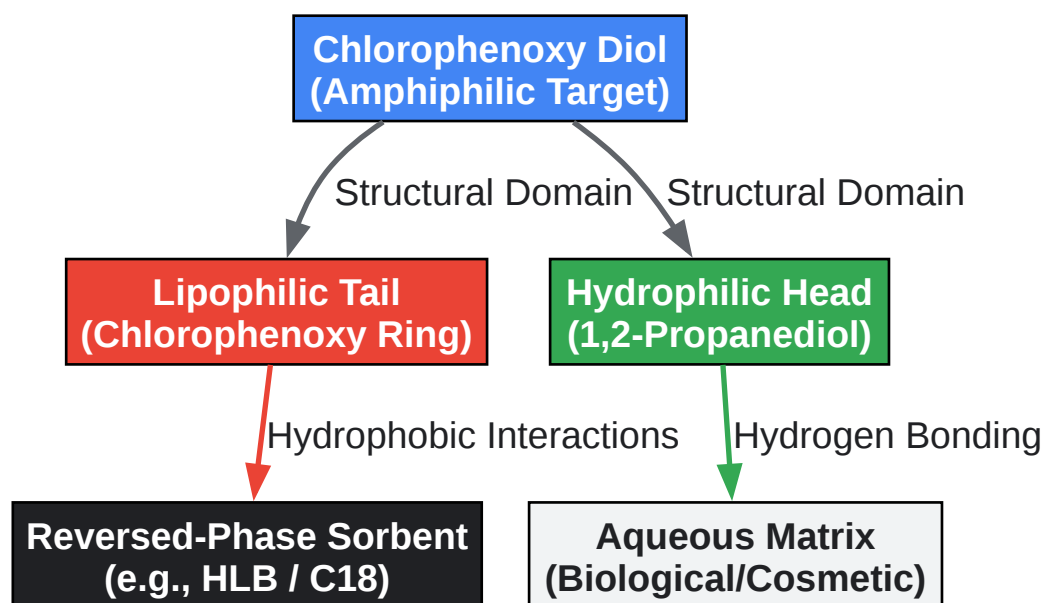 Chlorophenoxy Diol
(Amphiphilic Target)
Structural Domain
Structural Domain
Lipophilic Tail
(Chlorophenoxy Ring)
Hydrophilic Head
(1,2-Propanediol)
Hydrophobic Interactions
Hydrogen Bonding
Reversed-Phase Sorbent
(e.g., HLB / C18)
Aqueous Matrix
(Biological/Cosmetic)